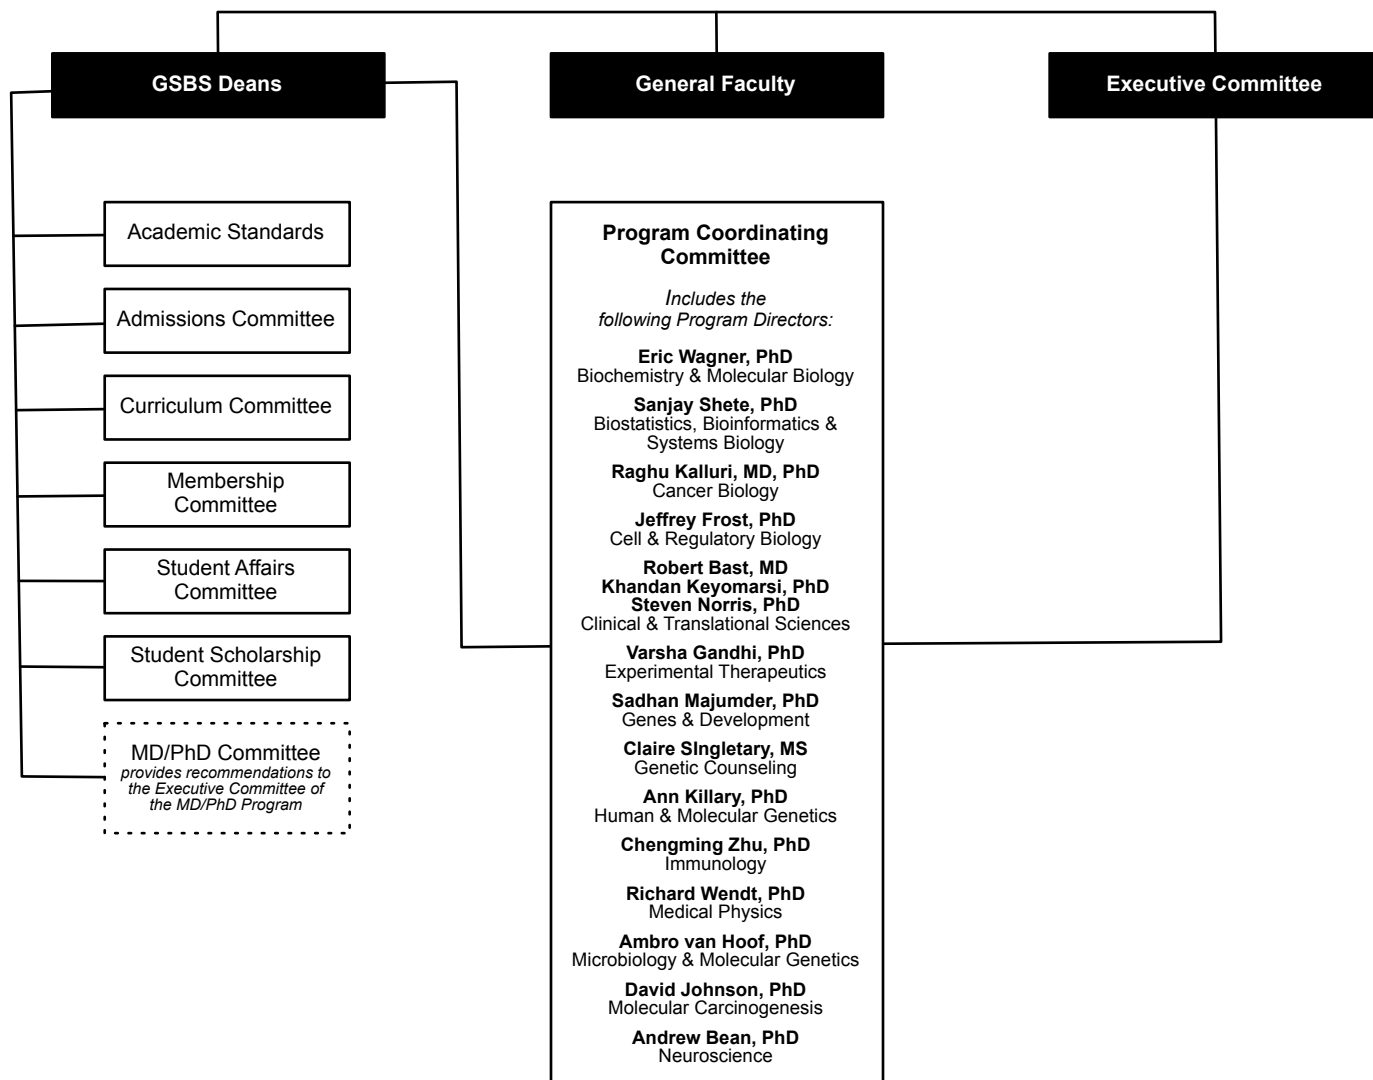 GSBS Deans
General Faculty
Executive Committee
Academic Standards
Admissions Committee
Curriculum Committee
Membership
Committee
Student Affairs
Committee
Student Scholarship
Committee
MD/PhD Committee
provides recommendations to
the Executive Committee of
the MD/PhD Program
Program Coordinating
Committee
Includes the
following Program Directors:
Eric Wagner, PhD
Biochemistry & Molecular Biology
Sanjay Shete, PhD
Biostatistics, Bioinformatics &
Systems Biology
Raghu Kalluri, MD, PhD
Cancer Biology
Jeffrey Frost, PhD
Cell & Regulatory Biology
Robert Bast, MD
Khandan Keyomarsi, PhD
Steven Norris, PhD
Clinical & Translational Sciences
Varsha Gandhi, PhD
Experimental Therapeutics
Sadhan Majumder, PhD
Genes & Development
Claire SIngletary, MS
Genetic Counseling
Ann Killary, PhD
Human & Molecular Genetics
Chengming Zhu, PhD
Immunology
Richard Wendt, PhD
Medical Physics
Ambro van Hoof, PhD
Microbiology & Molecular Genetics
David Johnson, PhD
Molecular Carcinogenesis
Andrew Bean, PhD
Neuroscience